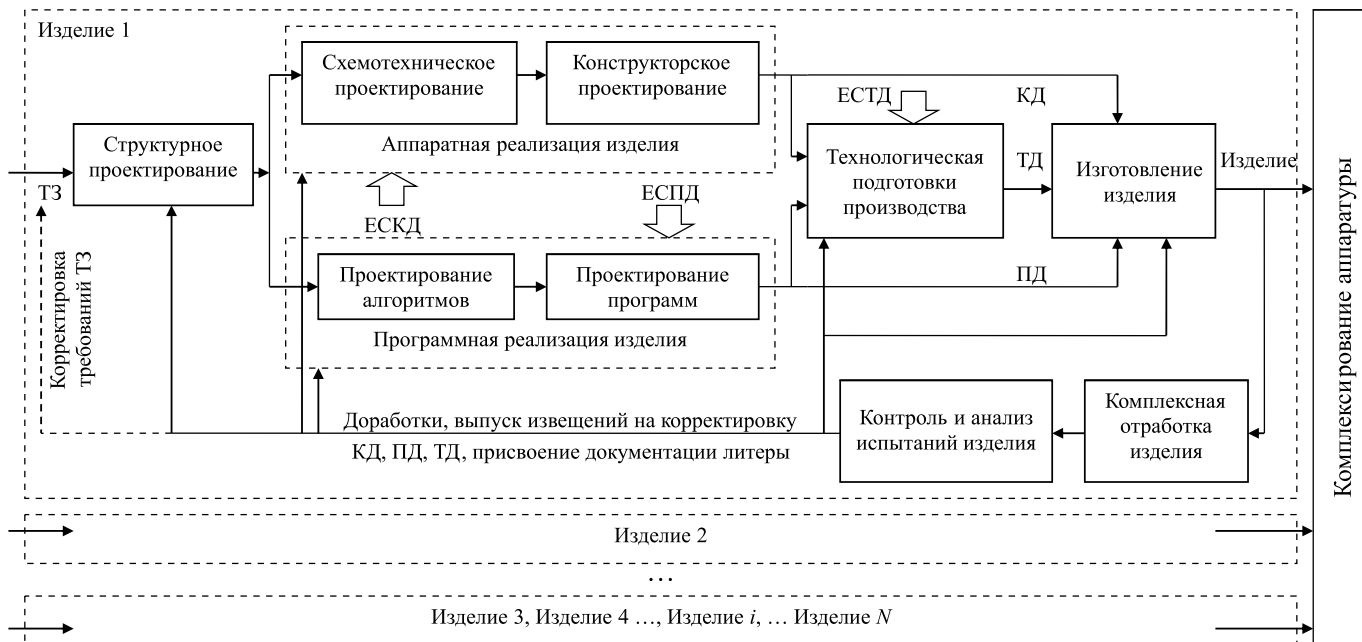 Изделие 1
Схемотехническое
проектирование
Конструкторское
проектирование
Аппаратная реализация изделия
Структурное
проектирование
ТЗ
ЕСКД
ЕСПД
ЕСТД
КД
Технологическая
подготовки
производства
ТД
Изготовление
изделия
Изделие
Проектирование
алгоритмов
Проектирование
программ
Программная реализация изделия
ПД
Корректировка
требований ТЗ
Доработки, выпуск извещений на корректировку
КД, ПД, ТД, присвоение документации литеры
Контроль и анализ
испытаний изделия
Комплексная
отработка
изделия
Комплексирование аппаратуры
Изделие 2
…
Изделие 3, Изделие 4 …, Изделие i, … Изделие N